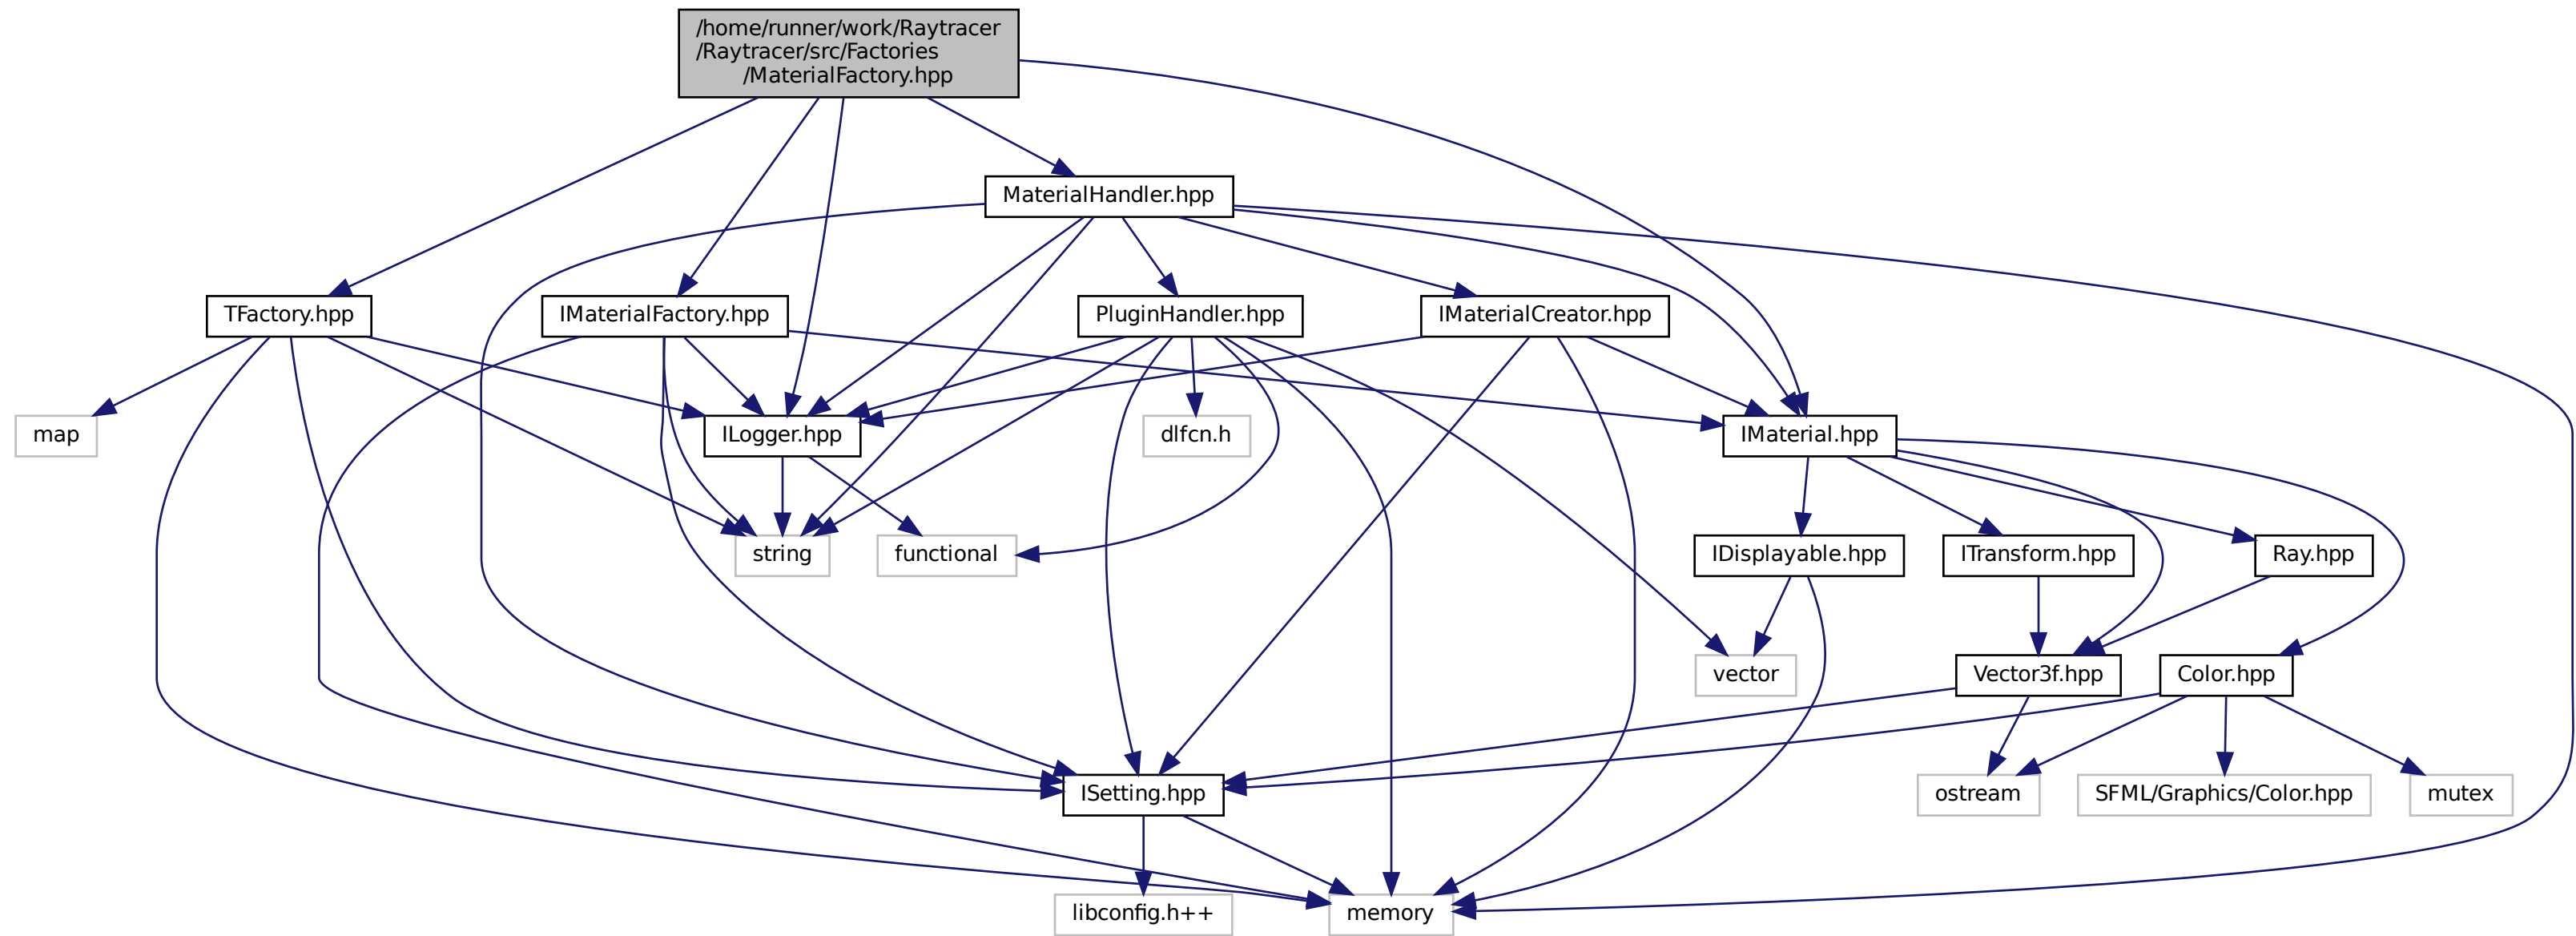 /home/runner/work/Raytracer
/Raytracer/src/Factories
/MaterialFactory.hpp
MaterialHandler.hpp
TFactory.hpp
IMaterialFactory.hpp
PluginHandler.hpp
IMaterialCreator.hpp
map
ILogger.hpp
dlfcn.h
IMaterial.hpp
string
functional
IDisplayable.hpp
ITransform.hpp
Ray.hpp
vector
Vector3f.hpp
Color.hpp
ISetting.hpp
ostream
SFML/Graphics/Color.hpp
mutex
libconfig.h++
memory